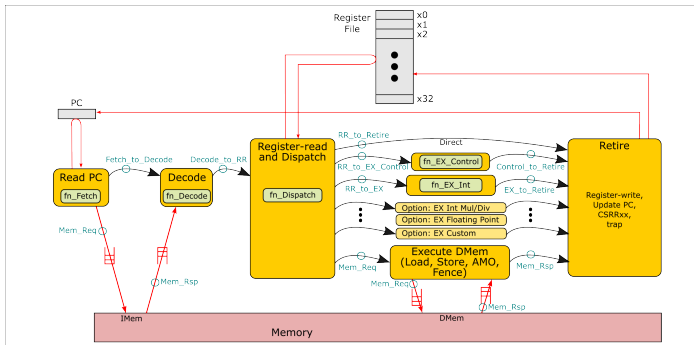 Register
File
x0
x1
x2
x32
PC
RR_to_Retire
Direct
Fetch_to_Decode
Decode_to_RR
Register-read
and Dispatch
fn_Dispatch
Read PC
fn_Fetch
Decode
fn_Decode
RR_to_EX_Control
fn_EX_Control
Control_to_Retire
RR_to_EX
fn_EX_Int
EX_to_Retire
Option: EX Int Mul/Div
Option: EX Floating Point
Option: EX Custom
Retire
Register-write,
Update PC,
CSRRxx,
trap
Mem_Req
Execute DMem
(Load, Store, AMO,
Fence)
Mem_Rsp
Mem_Req
Mem_Rsp
Mem_Req
Mem_Rsp
IMem
DMem
Memory